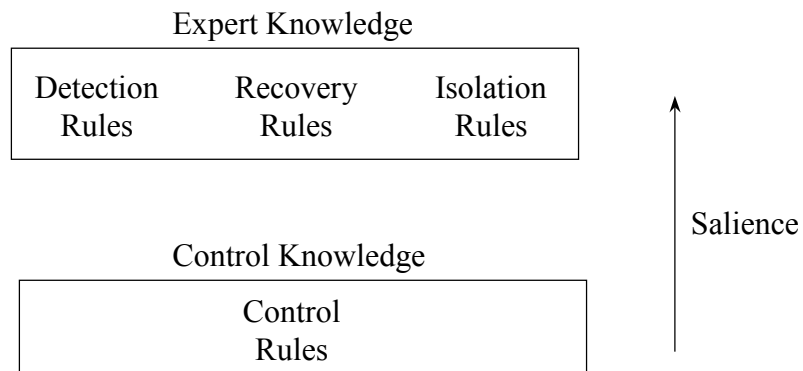 Expert Knowledge
Detection Recovery Isolation
Rules Rules Rules
Salience
Control Knowledge
Control
Rules